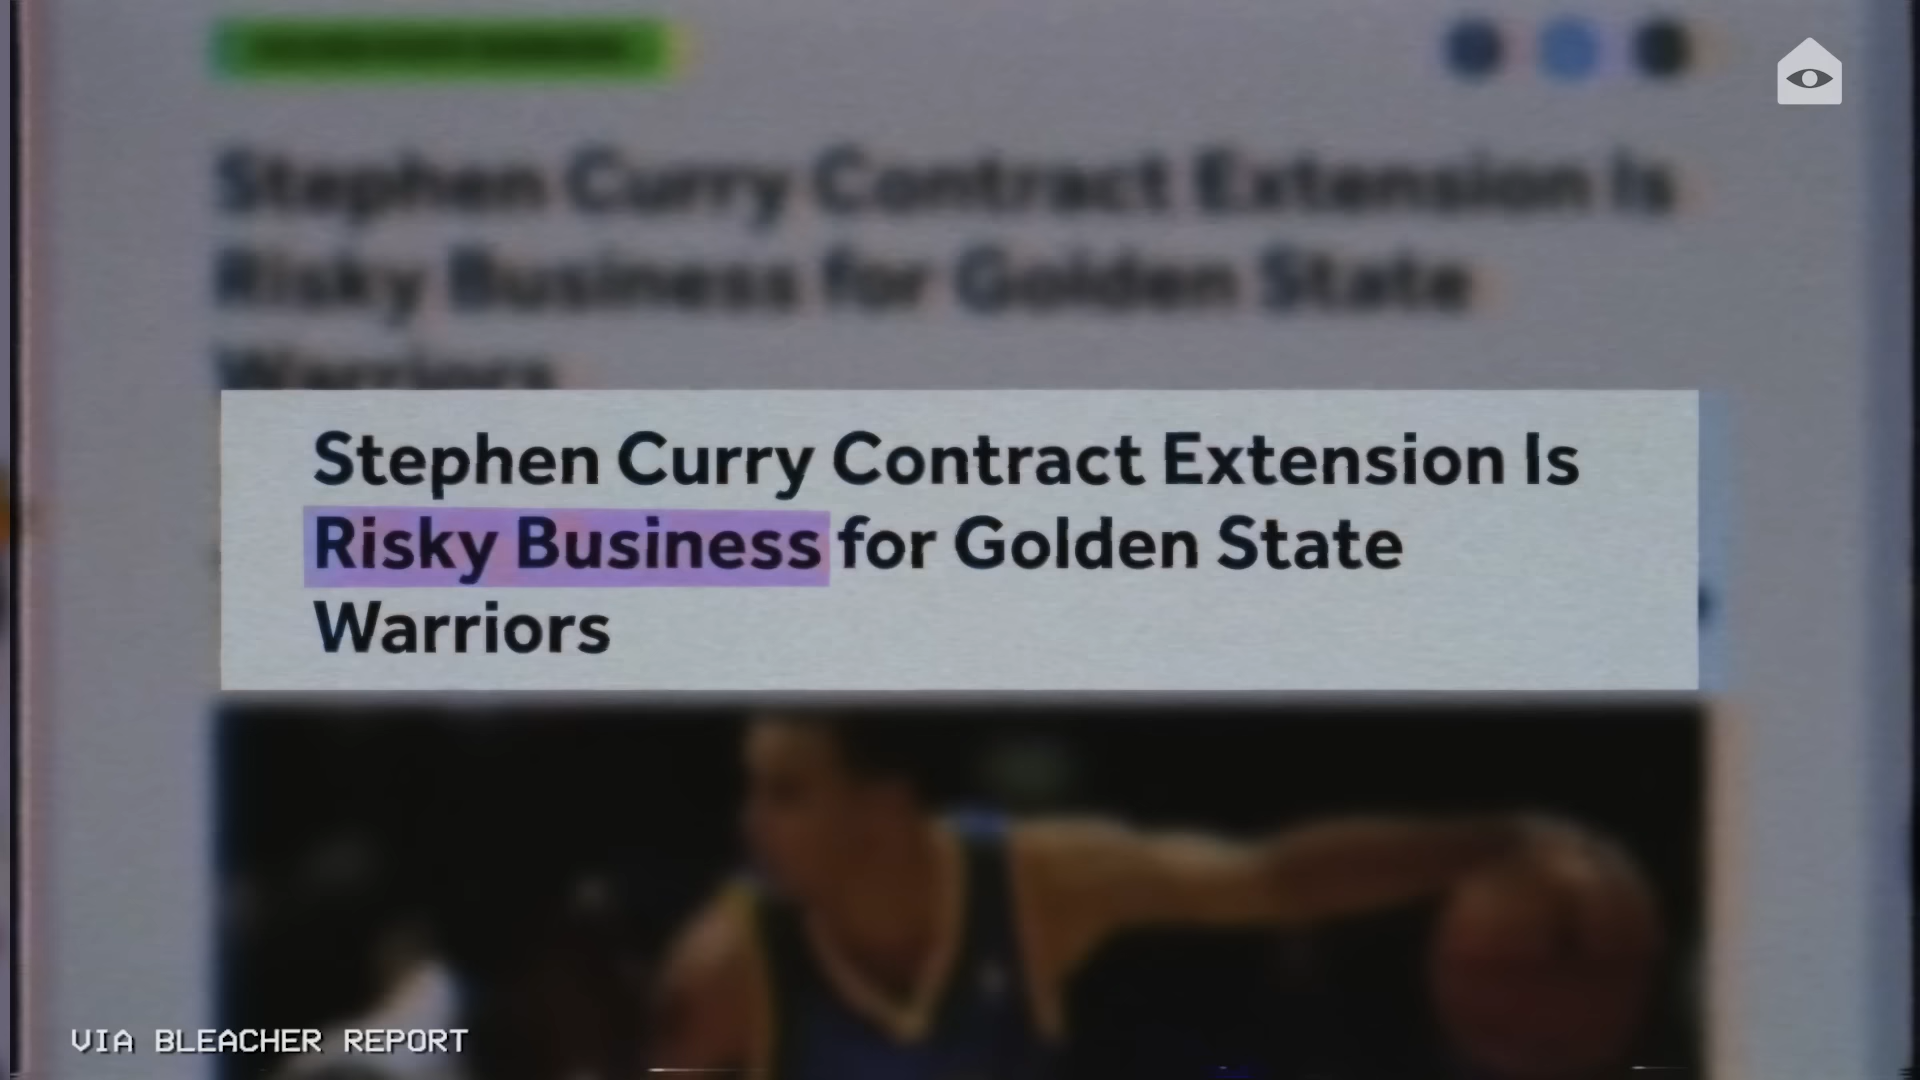 Stephen Curry Contract Extension Is
Risky Business for Golden State
Warriors
Stephen Curry Contract Extension Is
Risky Business for Golden State
Warriors
VIA BLEACHER REPORT